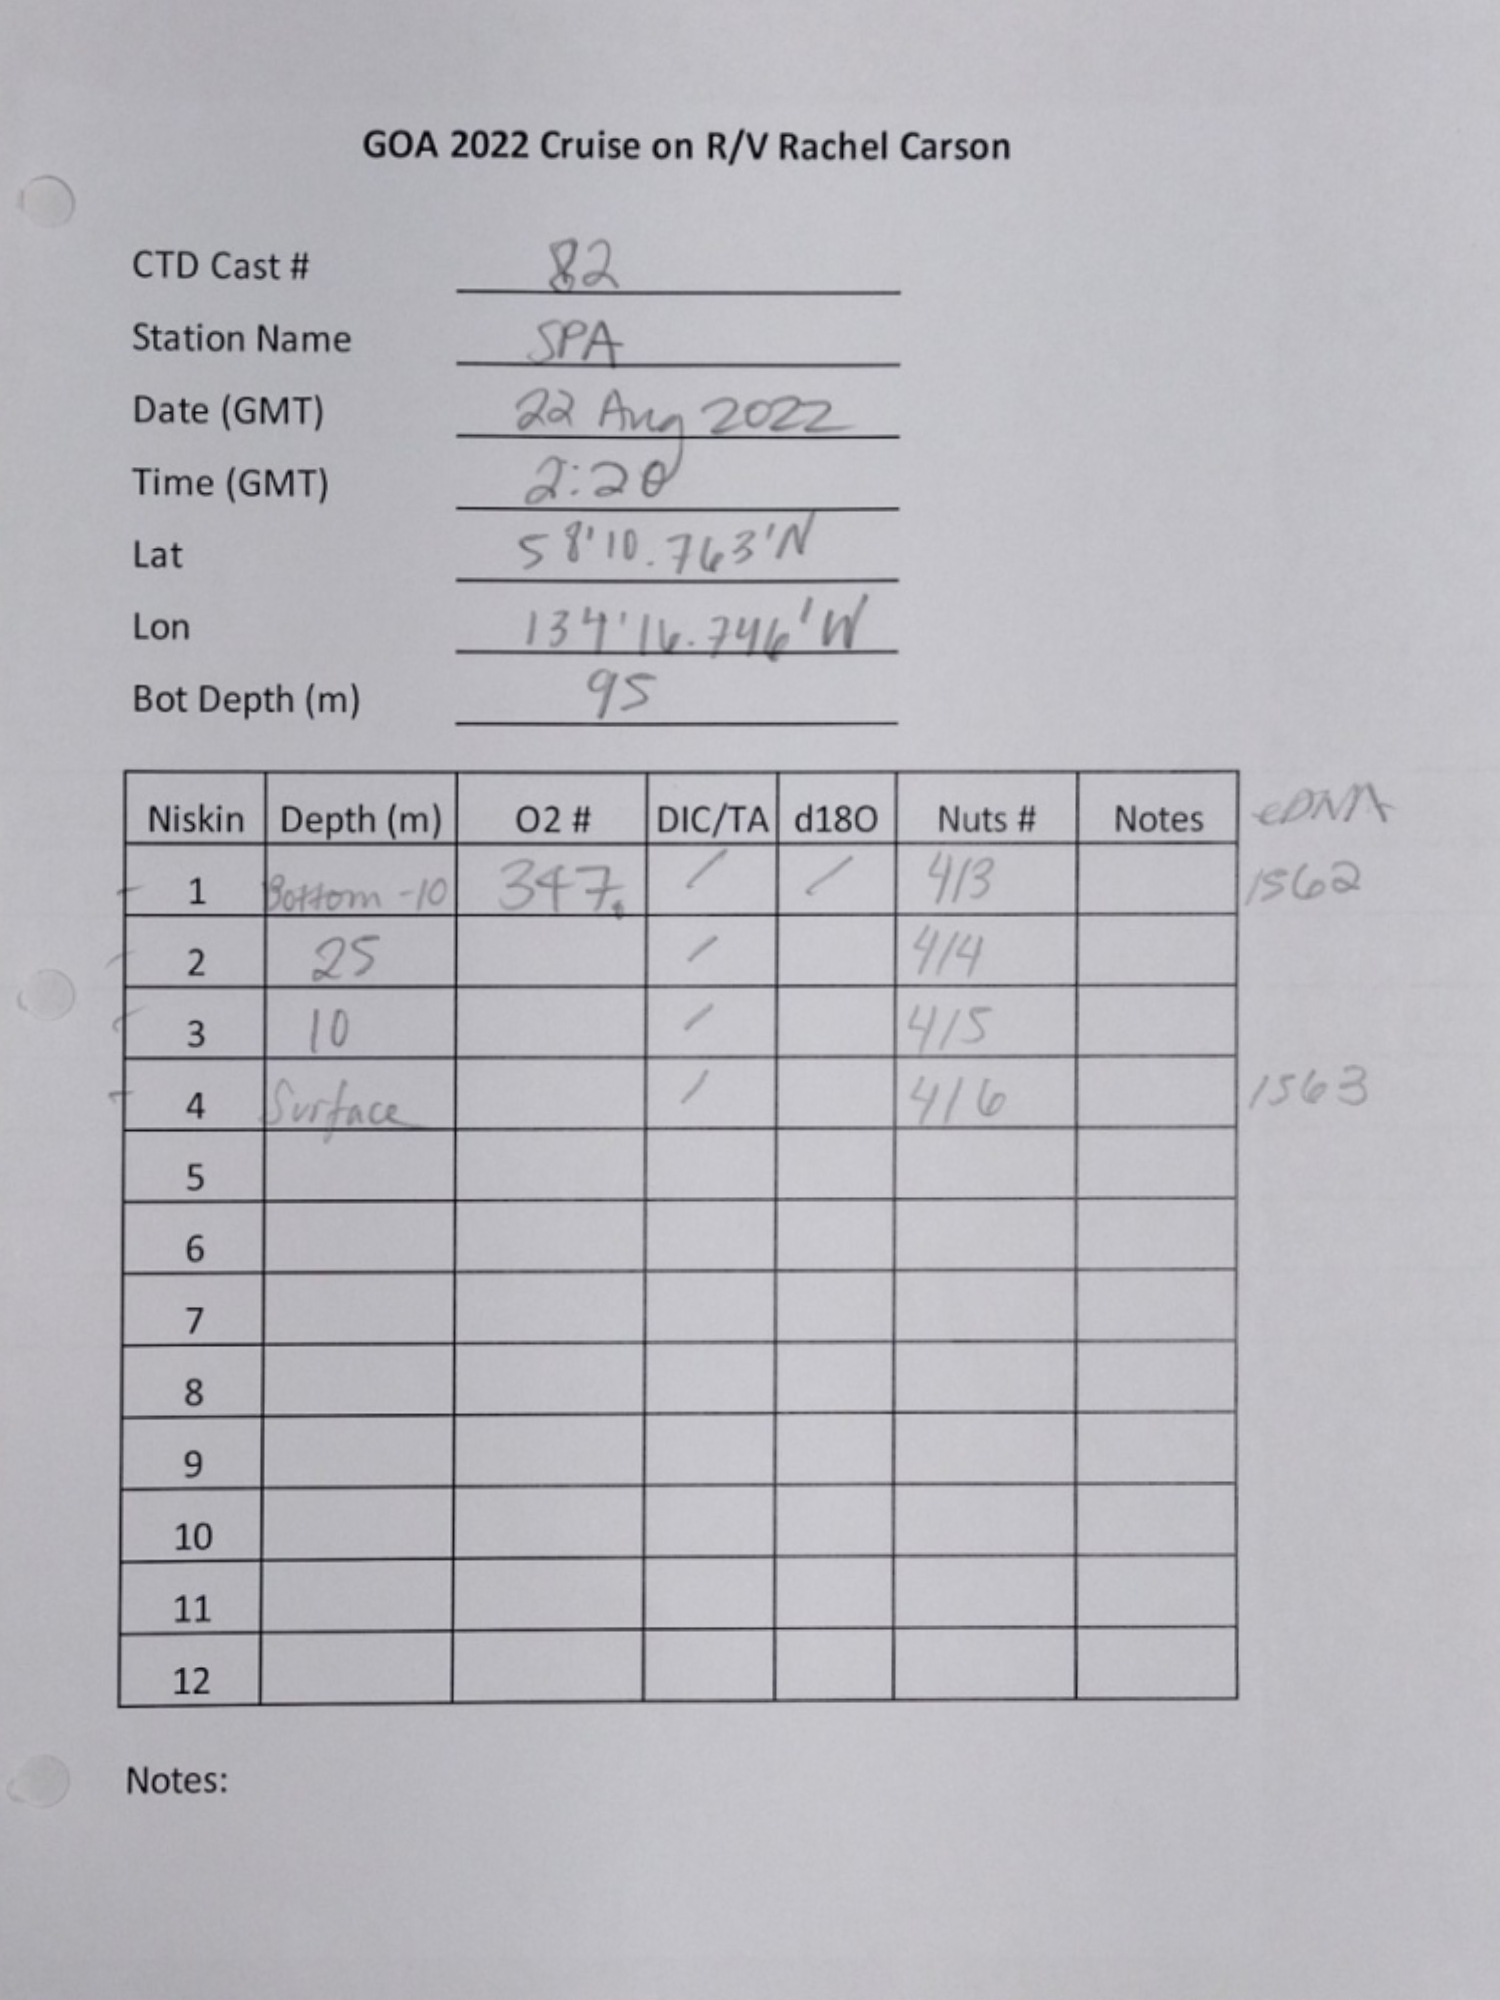 GOA 2022 Cruise on R/V Rachel Carson
CTD Cast # 82
Station Name SPA
Date (GMT) 22 Aug 2022
Time (GMT) 2:20
Lat 58'10.763'N
Lon 134'16.746'W
Bot Depth (m) 95
Niskin Depth (m) O2 # DIC/TA d18O Nuts # Notes eDNA
1 Bottom -10 347. / / 413 1562
2 25 / 414
3 10 / 415
4 Surface / 416 1563
5
6
7
8
9
10
11
12
Notes: